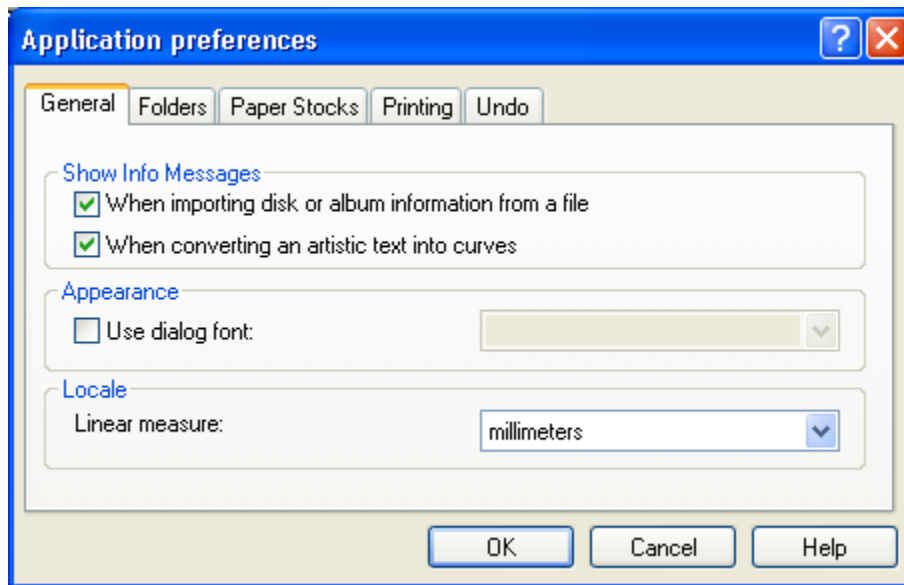 Application preferences
General Folders Paper Stocks Printing Undo
Show Info Messages
When importing disk or album information from a file
When converting an artistic text into curves
Appearance
Use dialog font:
Locale
Linear measure: millimeters
OK Cancel Help